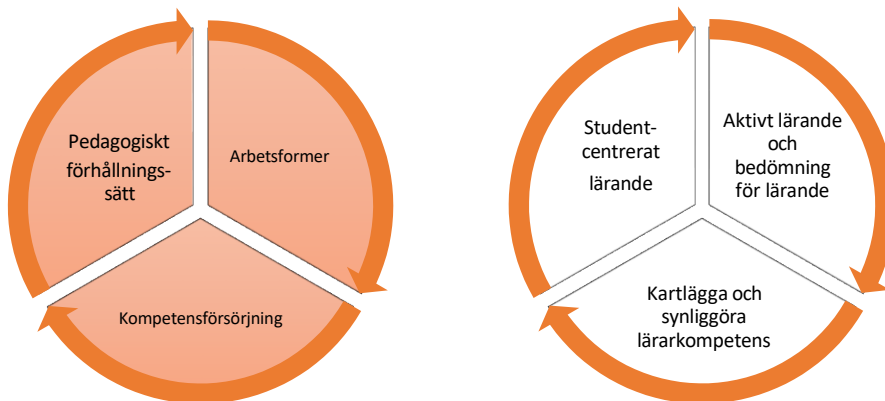 Pedagogiskt
förhållnings-
sätt
Arbetsformer
Kompetensförsörjning
Student-
centrerat
lärande
Aktivt lärande
och
bedömning
för lärande
Kartlägga och
synliggöra
lärarkompetens